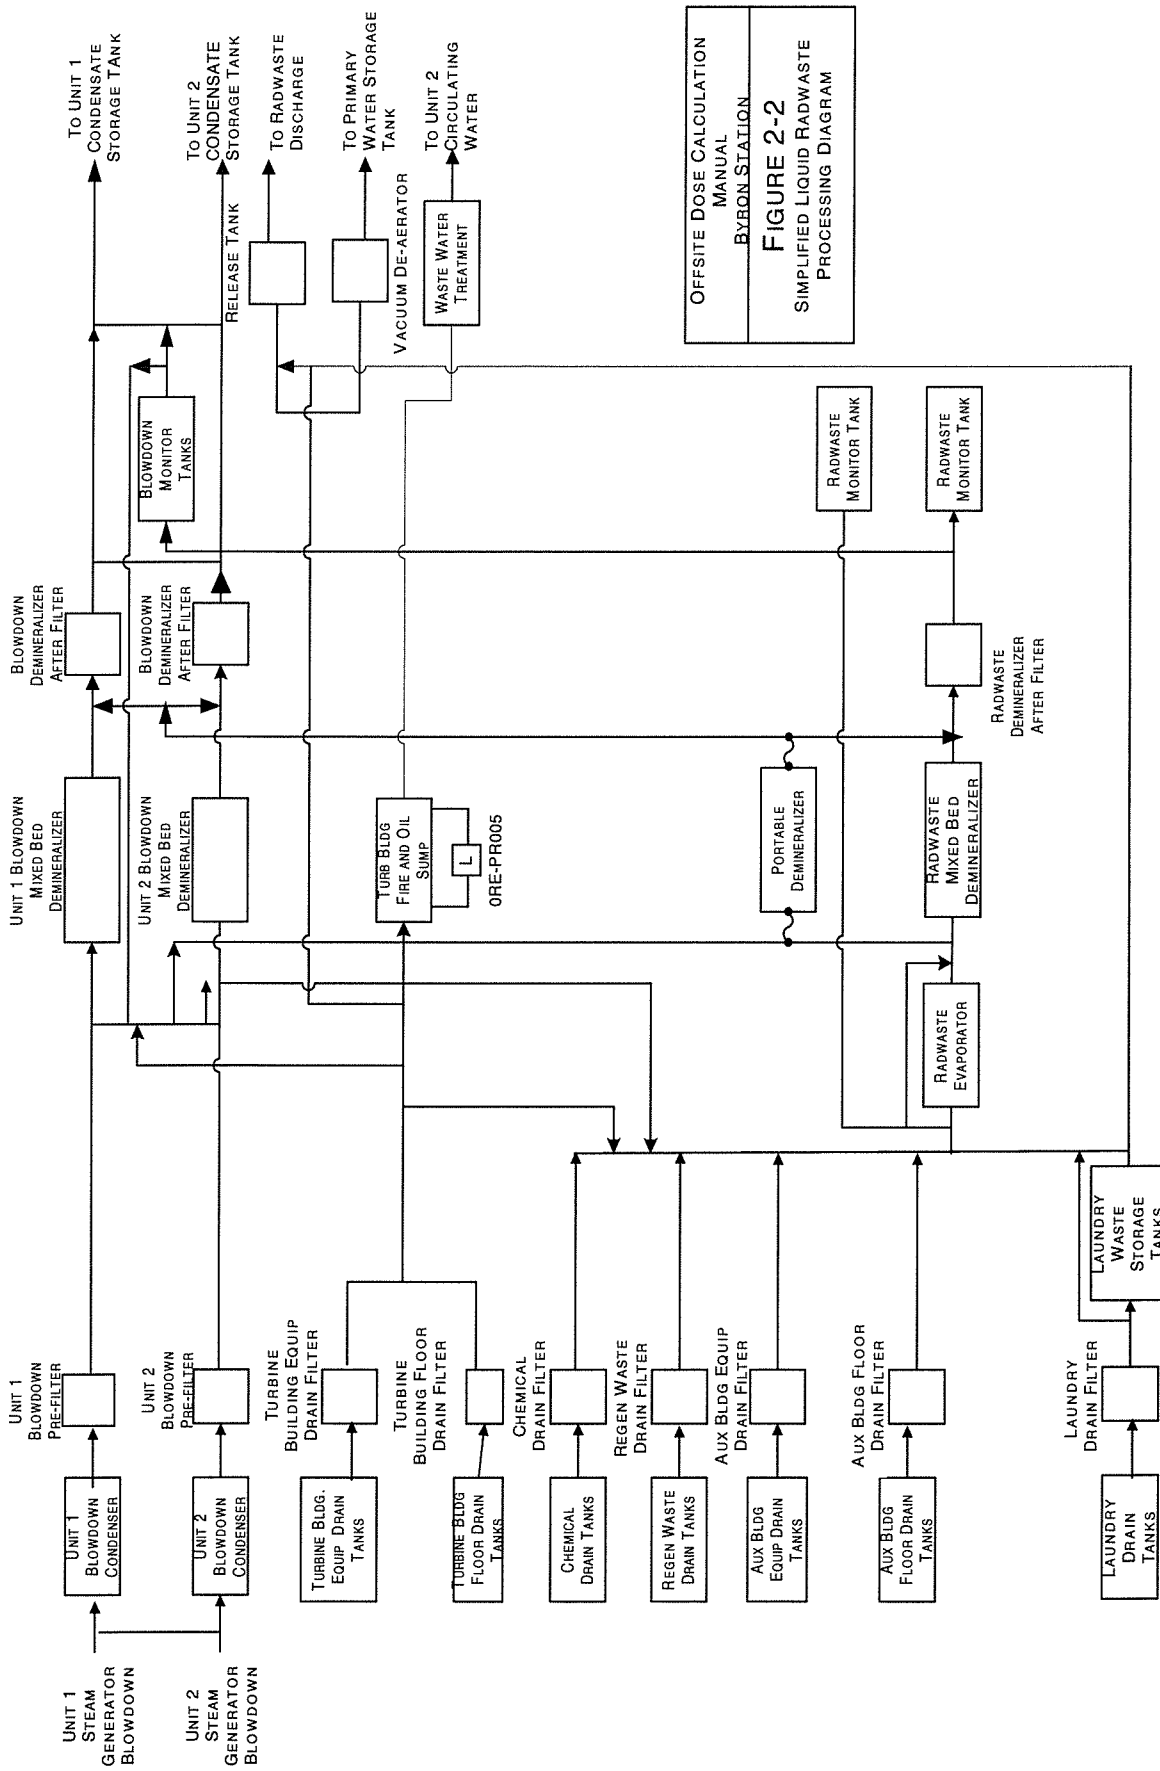 UNIT 1
STEAM
GENERATOR
BLOWDOWN
UNIT 2
STEAM
GENERATOR
BLOWDOWN
UNIT 1
BLOWDOWN
CONDENSER
UNIT 2
BLOWDOWN
CONDENSER
TURBINE BLDG.
EQUIP DRAIN
TANKS
TURBINE BLDG
FLOOR DRAIN
TANKS
CHEMICAL
DRAIN TANKS
REGEN WASTE
DRAIN TANKS
AUX BLDG
EQUIP DRAIN
TANKS
AUX BLDG
FLOOR DRAIN
TANKS
LAUNDRY
DRAIN
TANKS
UNIT 1
BLOWDOWN
PRE-FILTER
UNIT 2
BLOWDOWN
PRE-FILTER
TURBINE
BUILDING EQUIP
DRAIN FILTER
TURBINE
BUILDING FLOOR
DRAIN FILTER
CHEMICAL
DRAIN FILTER
REGEN WASTE
DRAIN FILTER
AUX BLDG EQUIP
DRAIN FILTER
AUX BLDG FLOOR
DRAIN FILTER
LAUNDRY
DRAIN FILTER
LAUNDRY
WASTE
STORAGE
TANKS
RADWASTE
EVAPORATOR
UNIT 1 BLOWDOWN
MIXED BED
DEMINERALIZER
UNIT 2 BLOWDOWN
MIXED BED
DEMINERALIZER
TURB BLDG
FIRE AND OIL
SUMP
L
0RE-PR005
PORTABLE
DEMINERALIZER
RADWASTE
MIXED BED
DEMINERALIZER
BLOWDOWN
DEMINERALIZER
AFTER FILTER
BLOWDOWN
DEMINERALIZER
AFTER FILTER
RADWASTE
DEMINERALIZER
AFTER FILTER
BLOWDOWN
MONITOR
TANKS
RADWASTE
MONITOR TANK
RADWASTE
MONITOR TANK
RELEASE TANK
VACUUM DE-AERATOR
WASTE WATER
TREATMENT
TO UNIT 1
CONDENSATE
STORAGE TANK
TO UNIT 2
CONDENSATE
STORAGE TANK
TO RADWASTE
DISCHARGE
TO PRIMARY
WATER STORAGE
TANK
TO UNIT 2
CIRCULATING
WATER
OFFSITE DOSE CALCULATION
MANUAL
BYRON STATION
FIGURE 2-2
SIMPLIFIED LIQUID RADWASTE
PROCESSING DIAGRAM